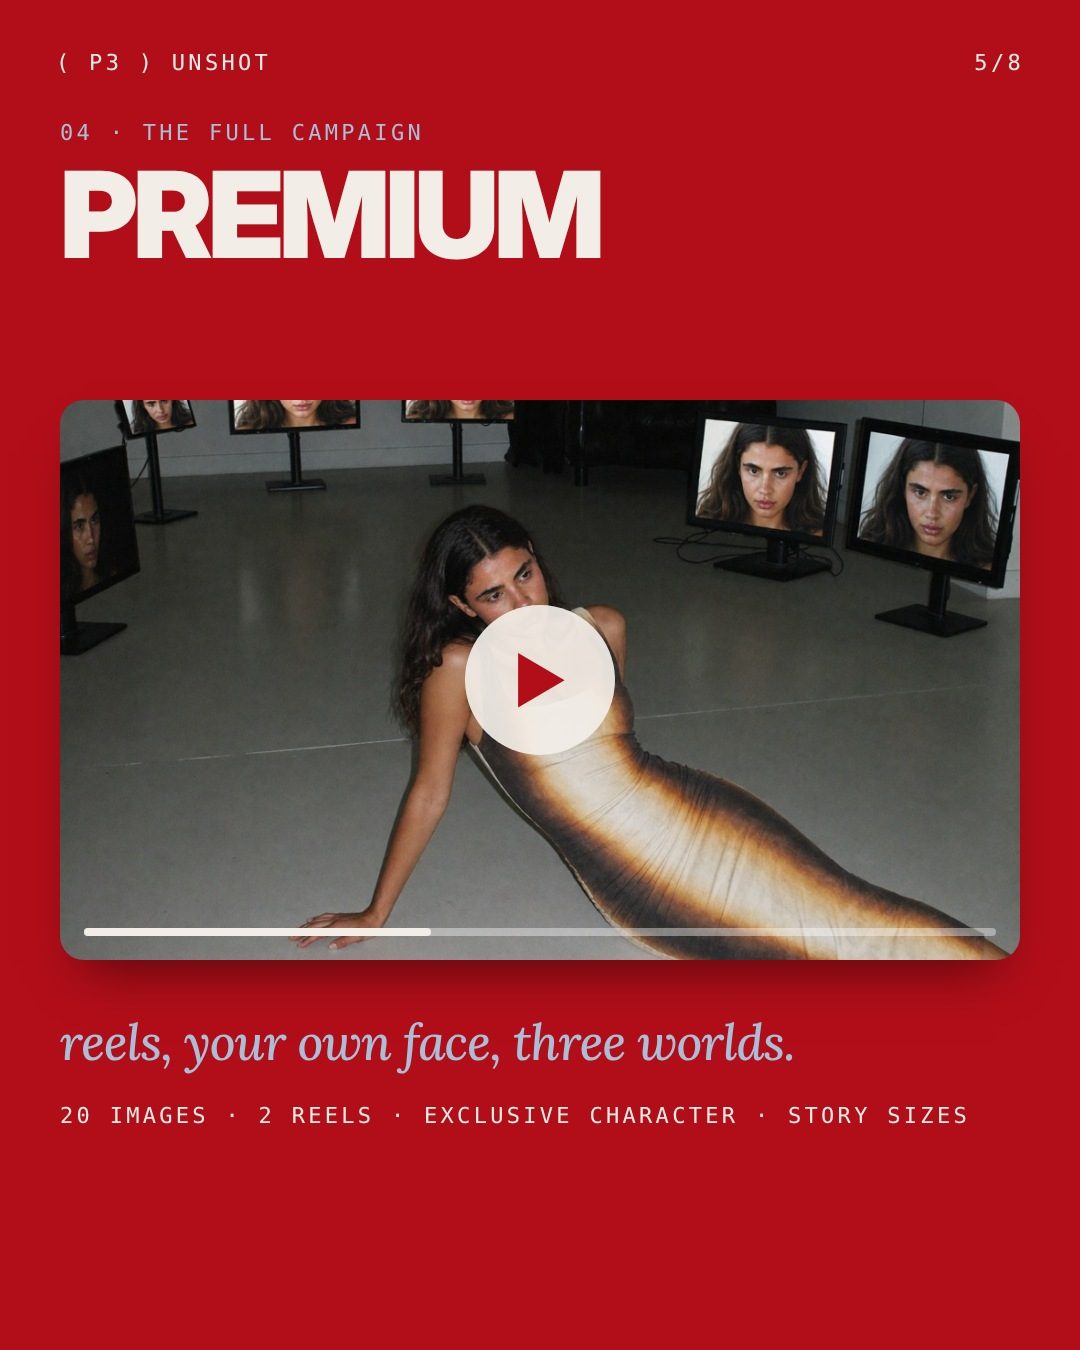 ( P3 ) UNSHOT
5/8
04 · THE FULL CAMPAIGN
PREMIUM
reels, your own face, three worlds.
20 IMAGES · 2 REELS · EXCLUSIVE CHARACTER · STORY SIZES